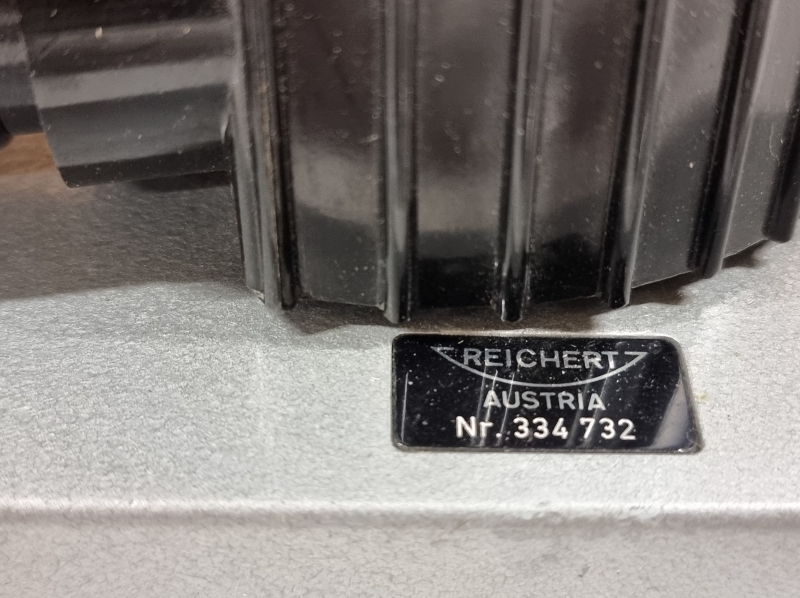 REICHERT
AUSTRIA
Nr. 334 732